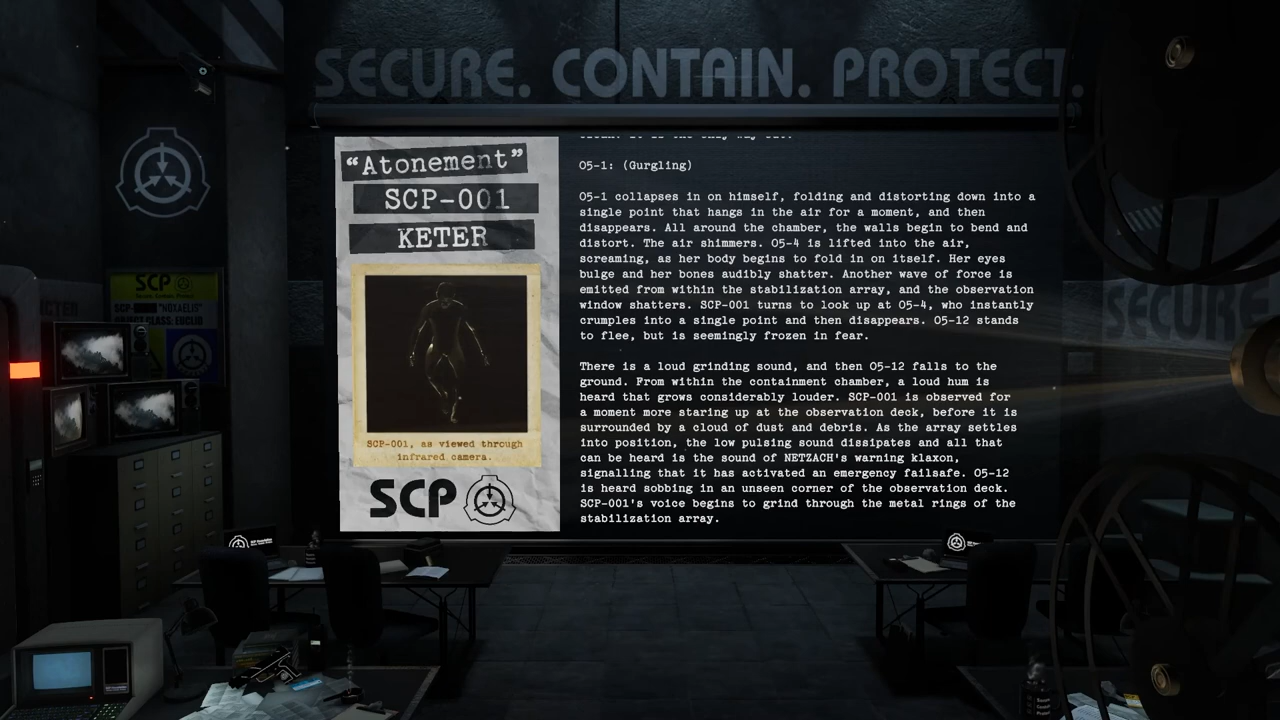 SECURE. CONTAIN. PROTECT.
"Atonement"
SCP-001
KETER
SCP-001, as viewed through
infrared camera.
SCP
O5-1: (Gurgling)
O5-1 collapses in on himself, folding and distorting down into a
single point that hangs in the air for a moment, and then
disappears. All around the chamber, the walls begin to bend and
distort. The air shimmers. O5-4 is lifted into the air,
screaming, as her body begins to fold in on itself. Her eyes
bulge and her bones audibly shatter. Another wave of force is
emitted from within the stabilization array, and the observation
window shatters. SCP-001 turns to look up at O5-4, who instantly
crumples into a single point and then disappears. O5-12 stands
to flee, but is seemingly frozen in fear.
There is a loud grinding sound, and then O5-12 falls to the
ground. From within the containment chamber, a loud hum is
heard that grows considerably louder. SCP-001 is observed for
a moment more staring up at the observation deck, before it is
surrounded by a cloud of dust and debris. As the array settles
into position, the low pulsing sound dissipates and all that
can be heard is the sound of NETZACH's warning klaxon,
signalling that it has activated an emergency failsafe. O5-12
is heard sobbing in an unseen corner of the observation deck.
SCP-001's voice begins to grind through the metal rings of the
stabilization array.
SCP
Secure. Contain. Protect.
"NOXAELIS"
OBJECT CLASS: EUCLID
SECURE